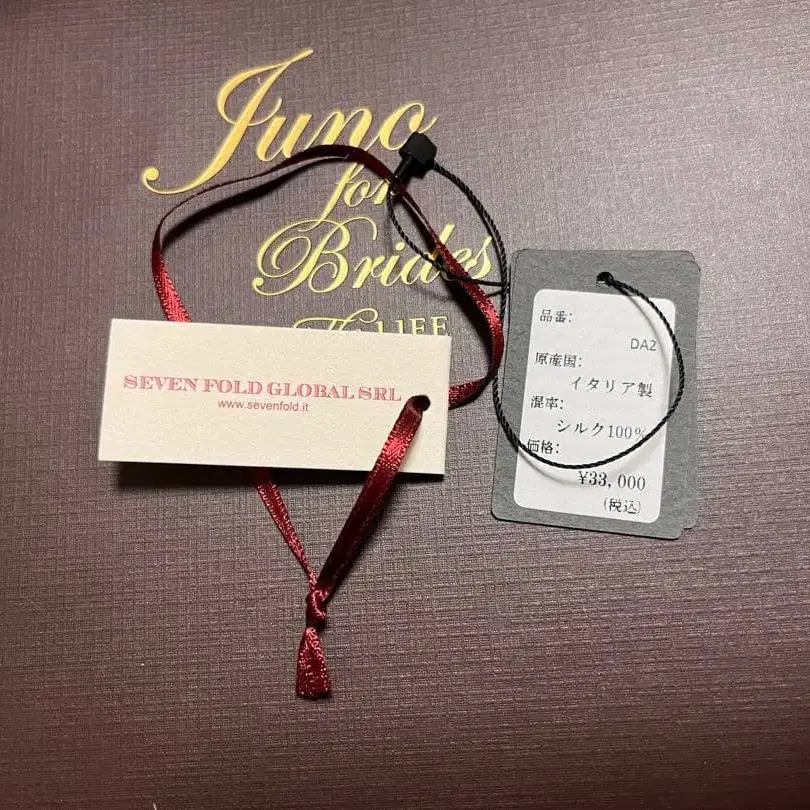 Juno
for
Brides
LIFE
SEVEN FOLD GLOBAL SRL
www.sevenfold.it
品番:
DA2
原産国:
イタリア製
混率:
シルク100%
価格:
¥33,000
(税込)